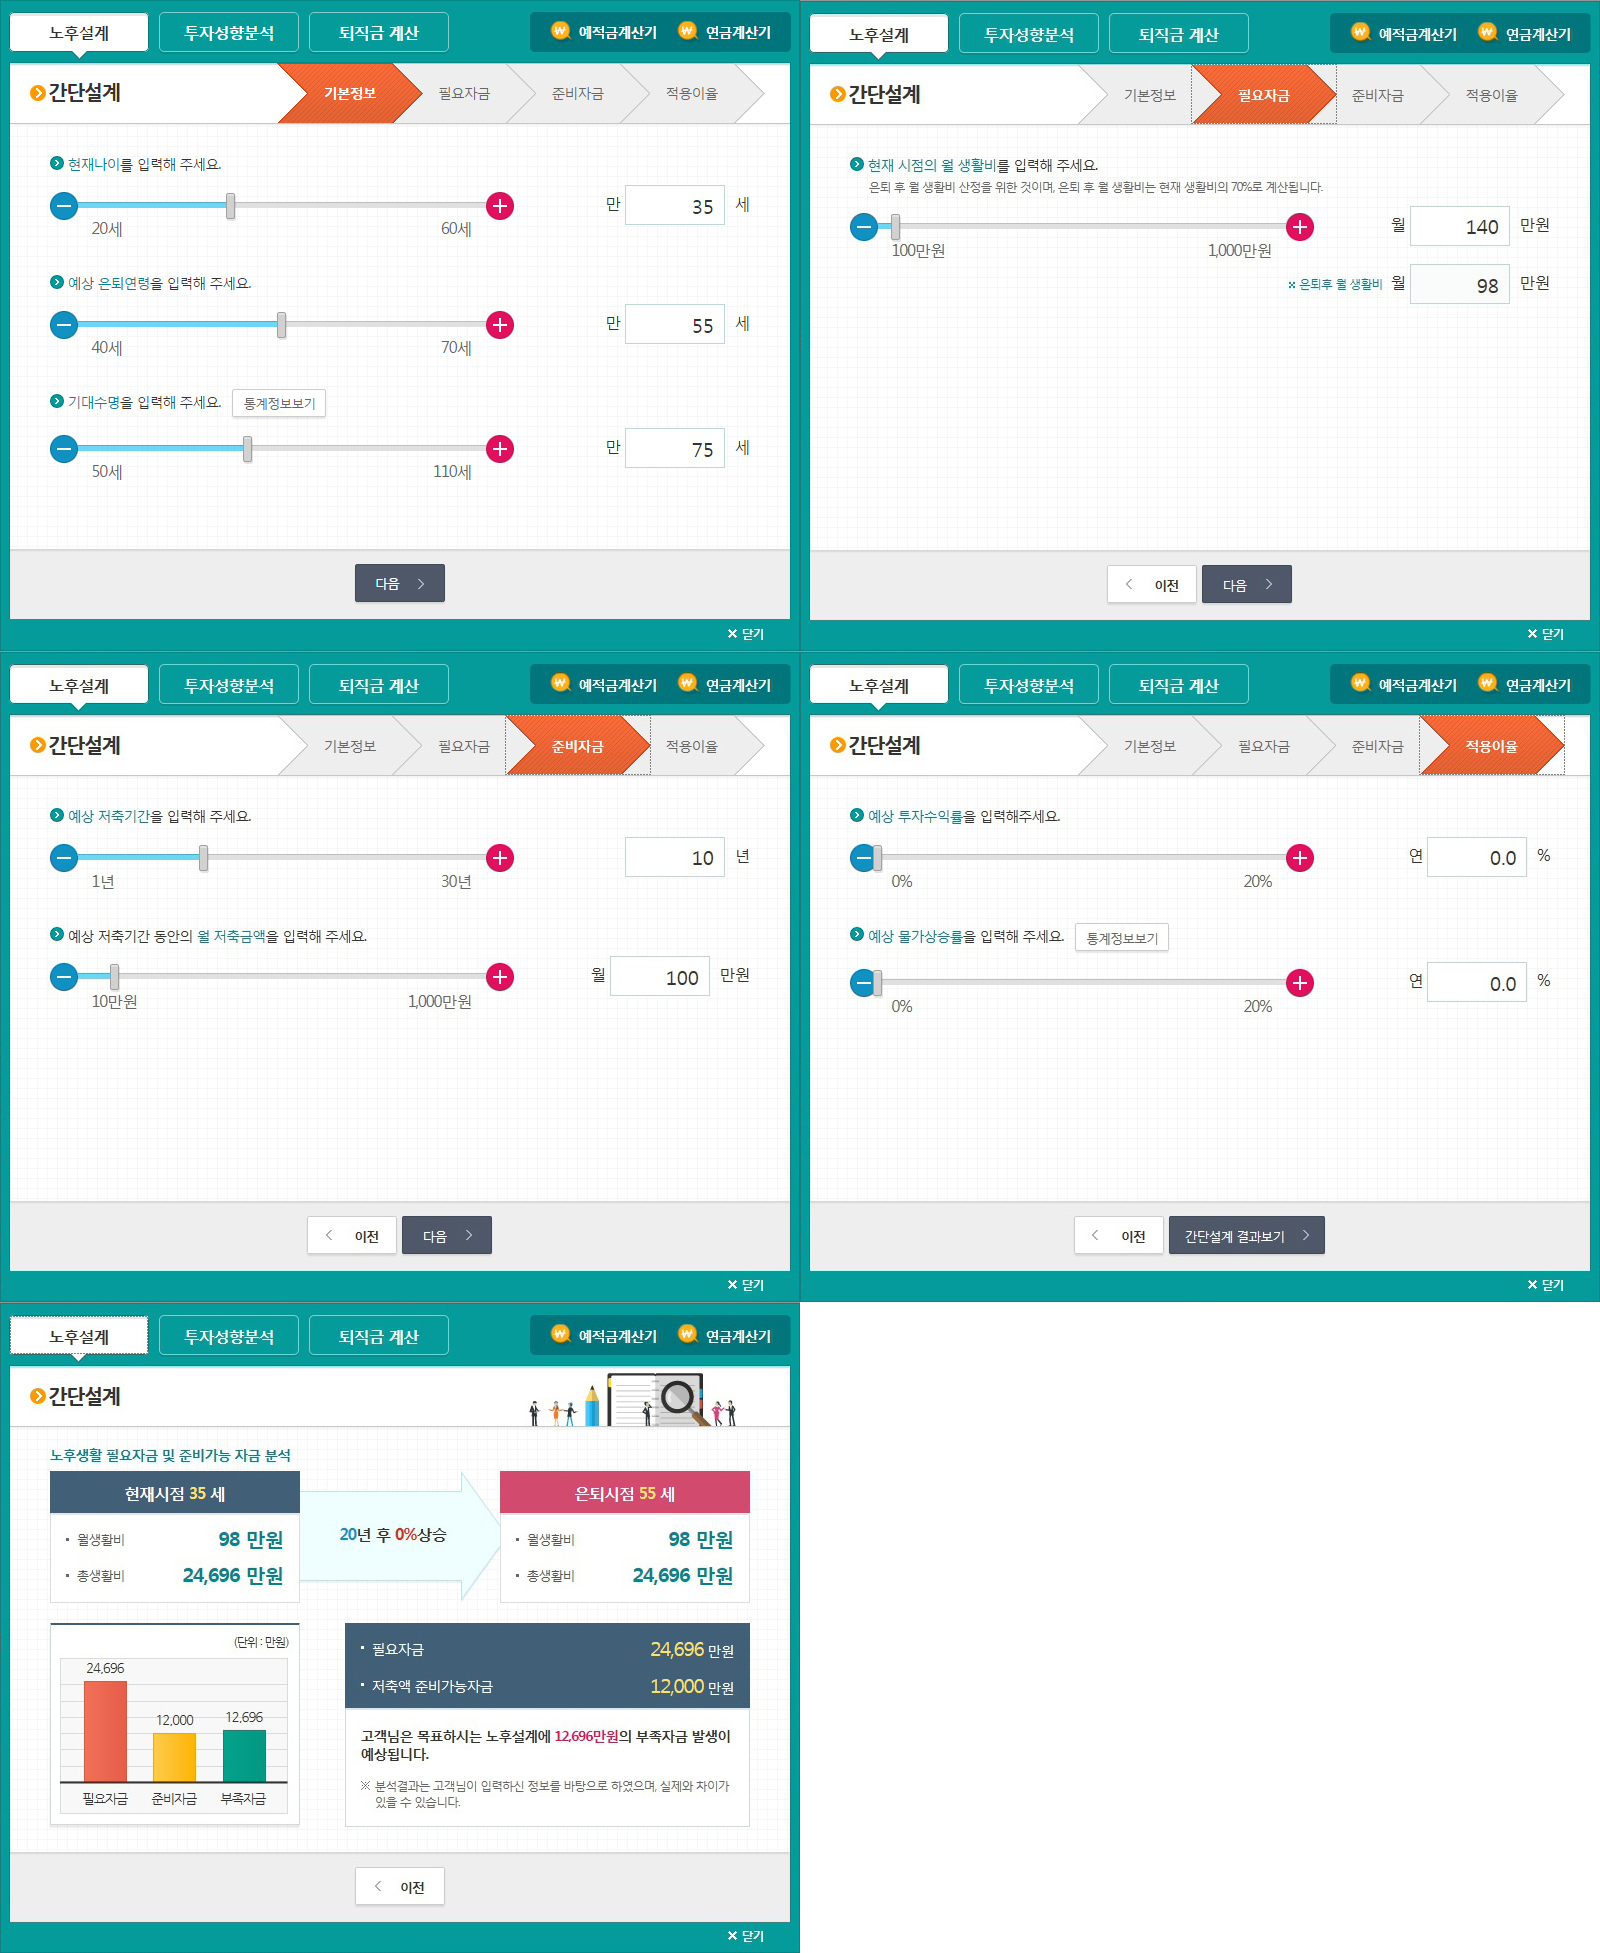 노후설계 투자성향분석 퇴직금 계산 예적금계산기 연금계산기
간단설계 기본정보 필요자금 준비자금 적용이율
현재나이를 입력해 주세요.
만 35 세
20세 60세
예상 은퇴연령을 입력해 주세요.
만 55 세
40세 70세
기대수명을 입력해 주세요. 통계정보보기
만 75 세
50세 110세
다음
닫기
노후설계 투자성향분석 퇴직금 계산 예적금계산기 연금계산기
간단설계 기본정보 필요자금 준비자금 적용이율
현재 시점의 월 생활비를 입력해 주세요.
은퇴 후 월 생활비 산정을 위한 것이며, 은퇴 후 월 생활비는 현재 생활비의 70%로 계산됩니다.
월 140 만원
100만원 1,000만원
※ 은퇴후 월 생활비 월 98 만원
이전 다음
닫기
노후설계 투자성향분석 퇴직금 계산 예적금계산기 연금계산기
간단설계 기본정보 필요자금 준비자금 적용이율
예상 저축기간을 입력해 주세요.
10 년
1년 30년
예상 저축기간 동안의 월 저축금액을 입력해 주세요.
월 100 만원
10만원 1,000만원
이전 다음
닫기
노후설계 투자성향분석 퇴직금 계산 예적금계산기 연금계산기
간단설계 기본정보 필요자금 준비자금 적용이율
예상 투자수익률을 입력해주세요.
연 0.0 %
0% 20%
예상 물가상승률을 입력해 주세요. 통계정보보기
연 0.0 %
0% 20%
이전 간단설계 결과보기
닫기
노후설계 투자성향분석 퇴직금 계산 예적금계산기 연금계산기
간단설계
노후생활 필요자금 및 준비가능 자금 분석
현재시점 35 세
월생활비 98 만원
총생활비 24,696 만원
20년 후 0%상승
은퇴시점 55 세
월생활비 98 만원
총생활비 24,696 만원
(단위 : 만원)
24,696
12,000 12,696
필요자금 준비자금 부족자금
필요자금 24,696 만원
저축액 준비가능자금 12,000 만원
고객님은 목표하시는 노후설계에 12,696만원의 부족자금 발생이
예상됩니다.
※ 분석결과는 고객님이 입력하신 정보를 바탕으로 하였으며, 실제와 차이가
있을 수 있습니다.
이전
닫기